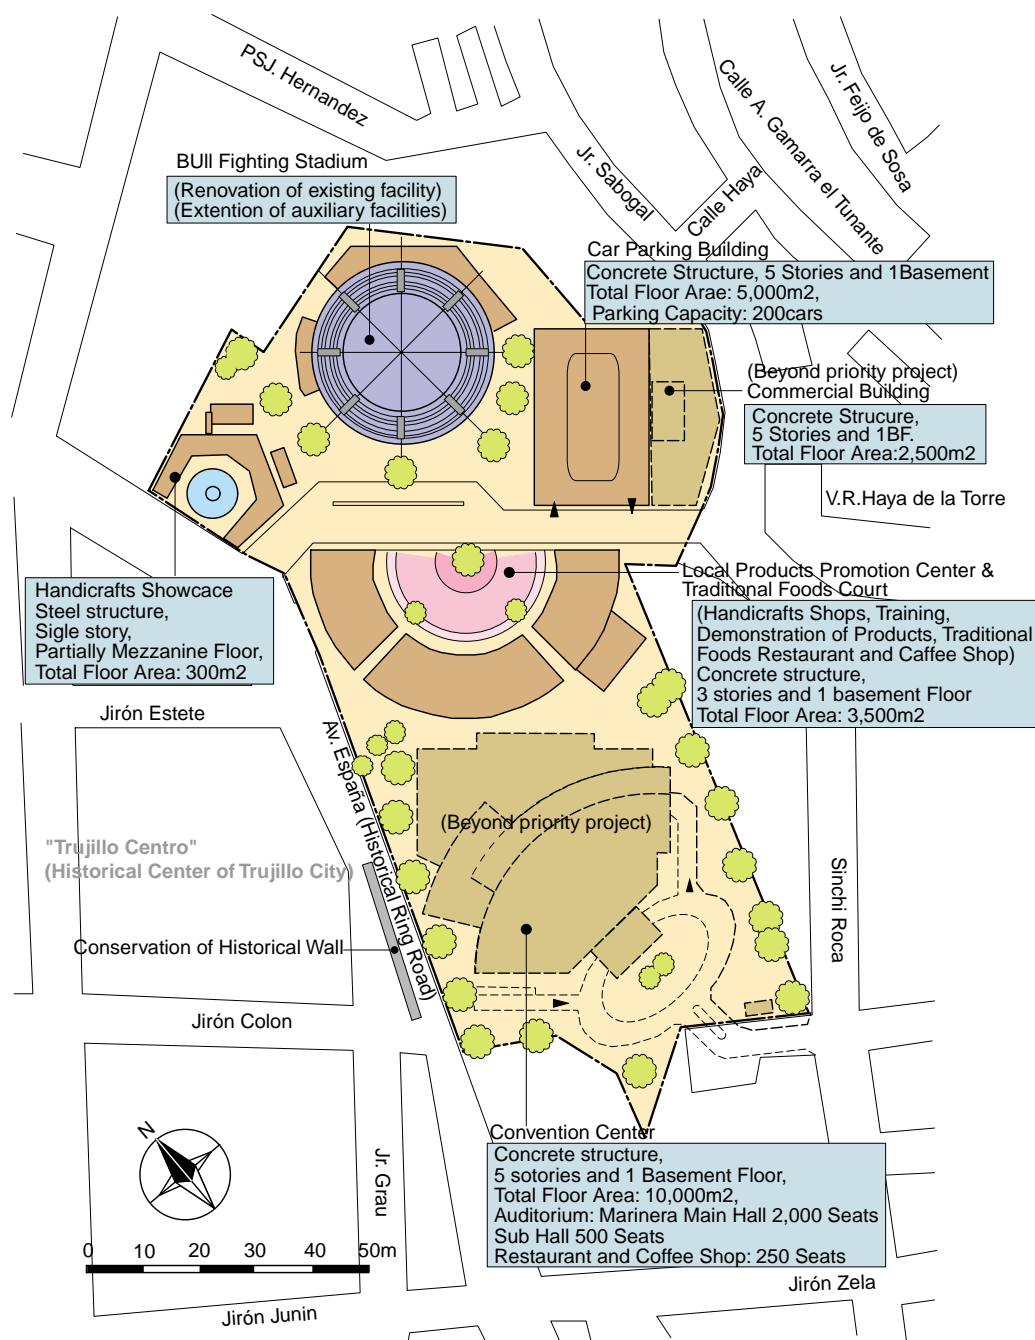 PSJ. Hernandez
Calle A. Gamarra el Tunante
Jr. Feijo de Sosa
Jr. Sabogal
Calle Haya
BUll Fighting Stadium
(Renovation of existing facility)
(Extention of auxiliary facilities)
Car Parking Building
Concrete Structure, 5 Stories and 1Basement
Total Floor Arae: 5,000m2,
Parking Capacity: 200cars
(Beyond priority project)
Commercial Building
Concrete Strucure,
5 Stories and 1BF.
Total Floor Area:2,500m2
V.R.Haya de la Torre
Handicrafts Showcace
Steel structure,
Sigle story,
Partially Mezzanine Floor,
Total Floor Area: 300m2
Local Products Promotion Center &
Traditional Foods Court
(Handicrafts Shops, Training,
Demonstration of Products, Traditional
Foods Restaurant and Caffee Shop)
Concrete structure,
3 stories and 1 basement Floor
Total Floor Area: 3,500m2
Jirón Estete
Av. España (Historical Ring Road)
(Beyond priority project)
"Trujillo Centro"
(Historical Center of Trujillo City)
Sinchi Roca
Conservation of Historical Wall
Jirón Colon
Convention Center
Concrete structure,
5 sotories and 1 Basement Floor,
Total Floor Area: 10,000m2,
Auditorium: Marinera Main Hall 2,000 Seats
Sub Hall 500 Seats
Restaurant and Coffee Shop: 250 Seats
N
Jr. Grau
0 10 20 30 40 50m
Jirón Zela
Jirón Junin